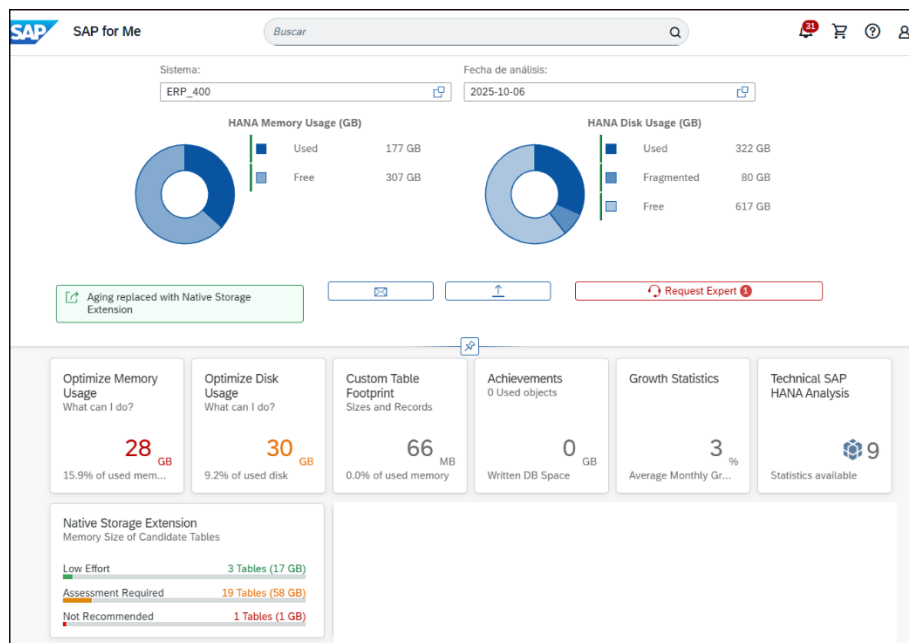 SAP SAP for Me Buscar 31
Sistema: Fecha de análisis:
ERP_400 2025-10-06
HANA Memory Usage (GB) HANA Disk Usage (GB)
Used 177 GB Used 322 GB
Free 307 GB Fragmented 80 GB
Free 617 GB
Aging replaced with Native Storage
Extension
Request Expert 1
Optimize Memory
Usage
What can I do?
28 GB
15.9% of used mem...
Optimize Disk
Usage
What can I do?
30 GB
9.2% of used disk
Custom Table
Footprint
Sizes and Records
66 MB
0.0% of used memory
Achievements
0 Used objects
0 GB
Written DB Space
Growth Statistics
3 %
Average Monthly Gr...
Technical SAP
HANA Analysis
9
Statistics available
Native Storage Extension
Memory Size of Candidate Tables
Low Effort 3 Tables (17 GB)
Assessment Required 19 Tables (58 GB)
Not Recommended 1 Tables (1 GB)